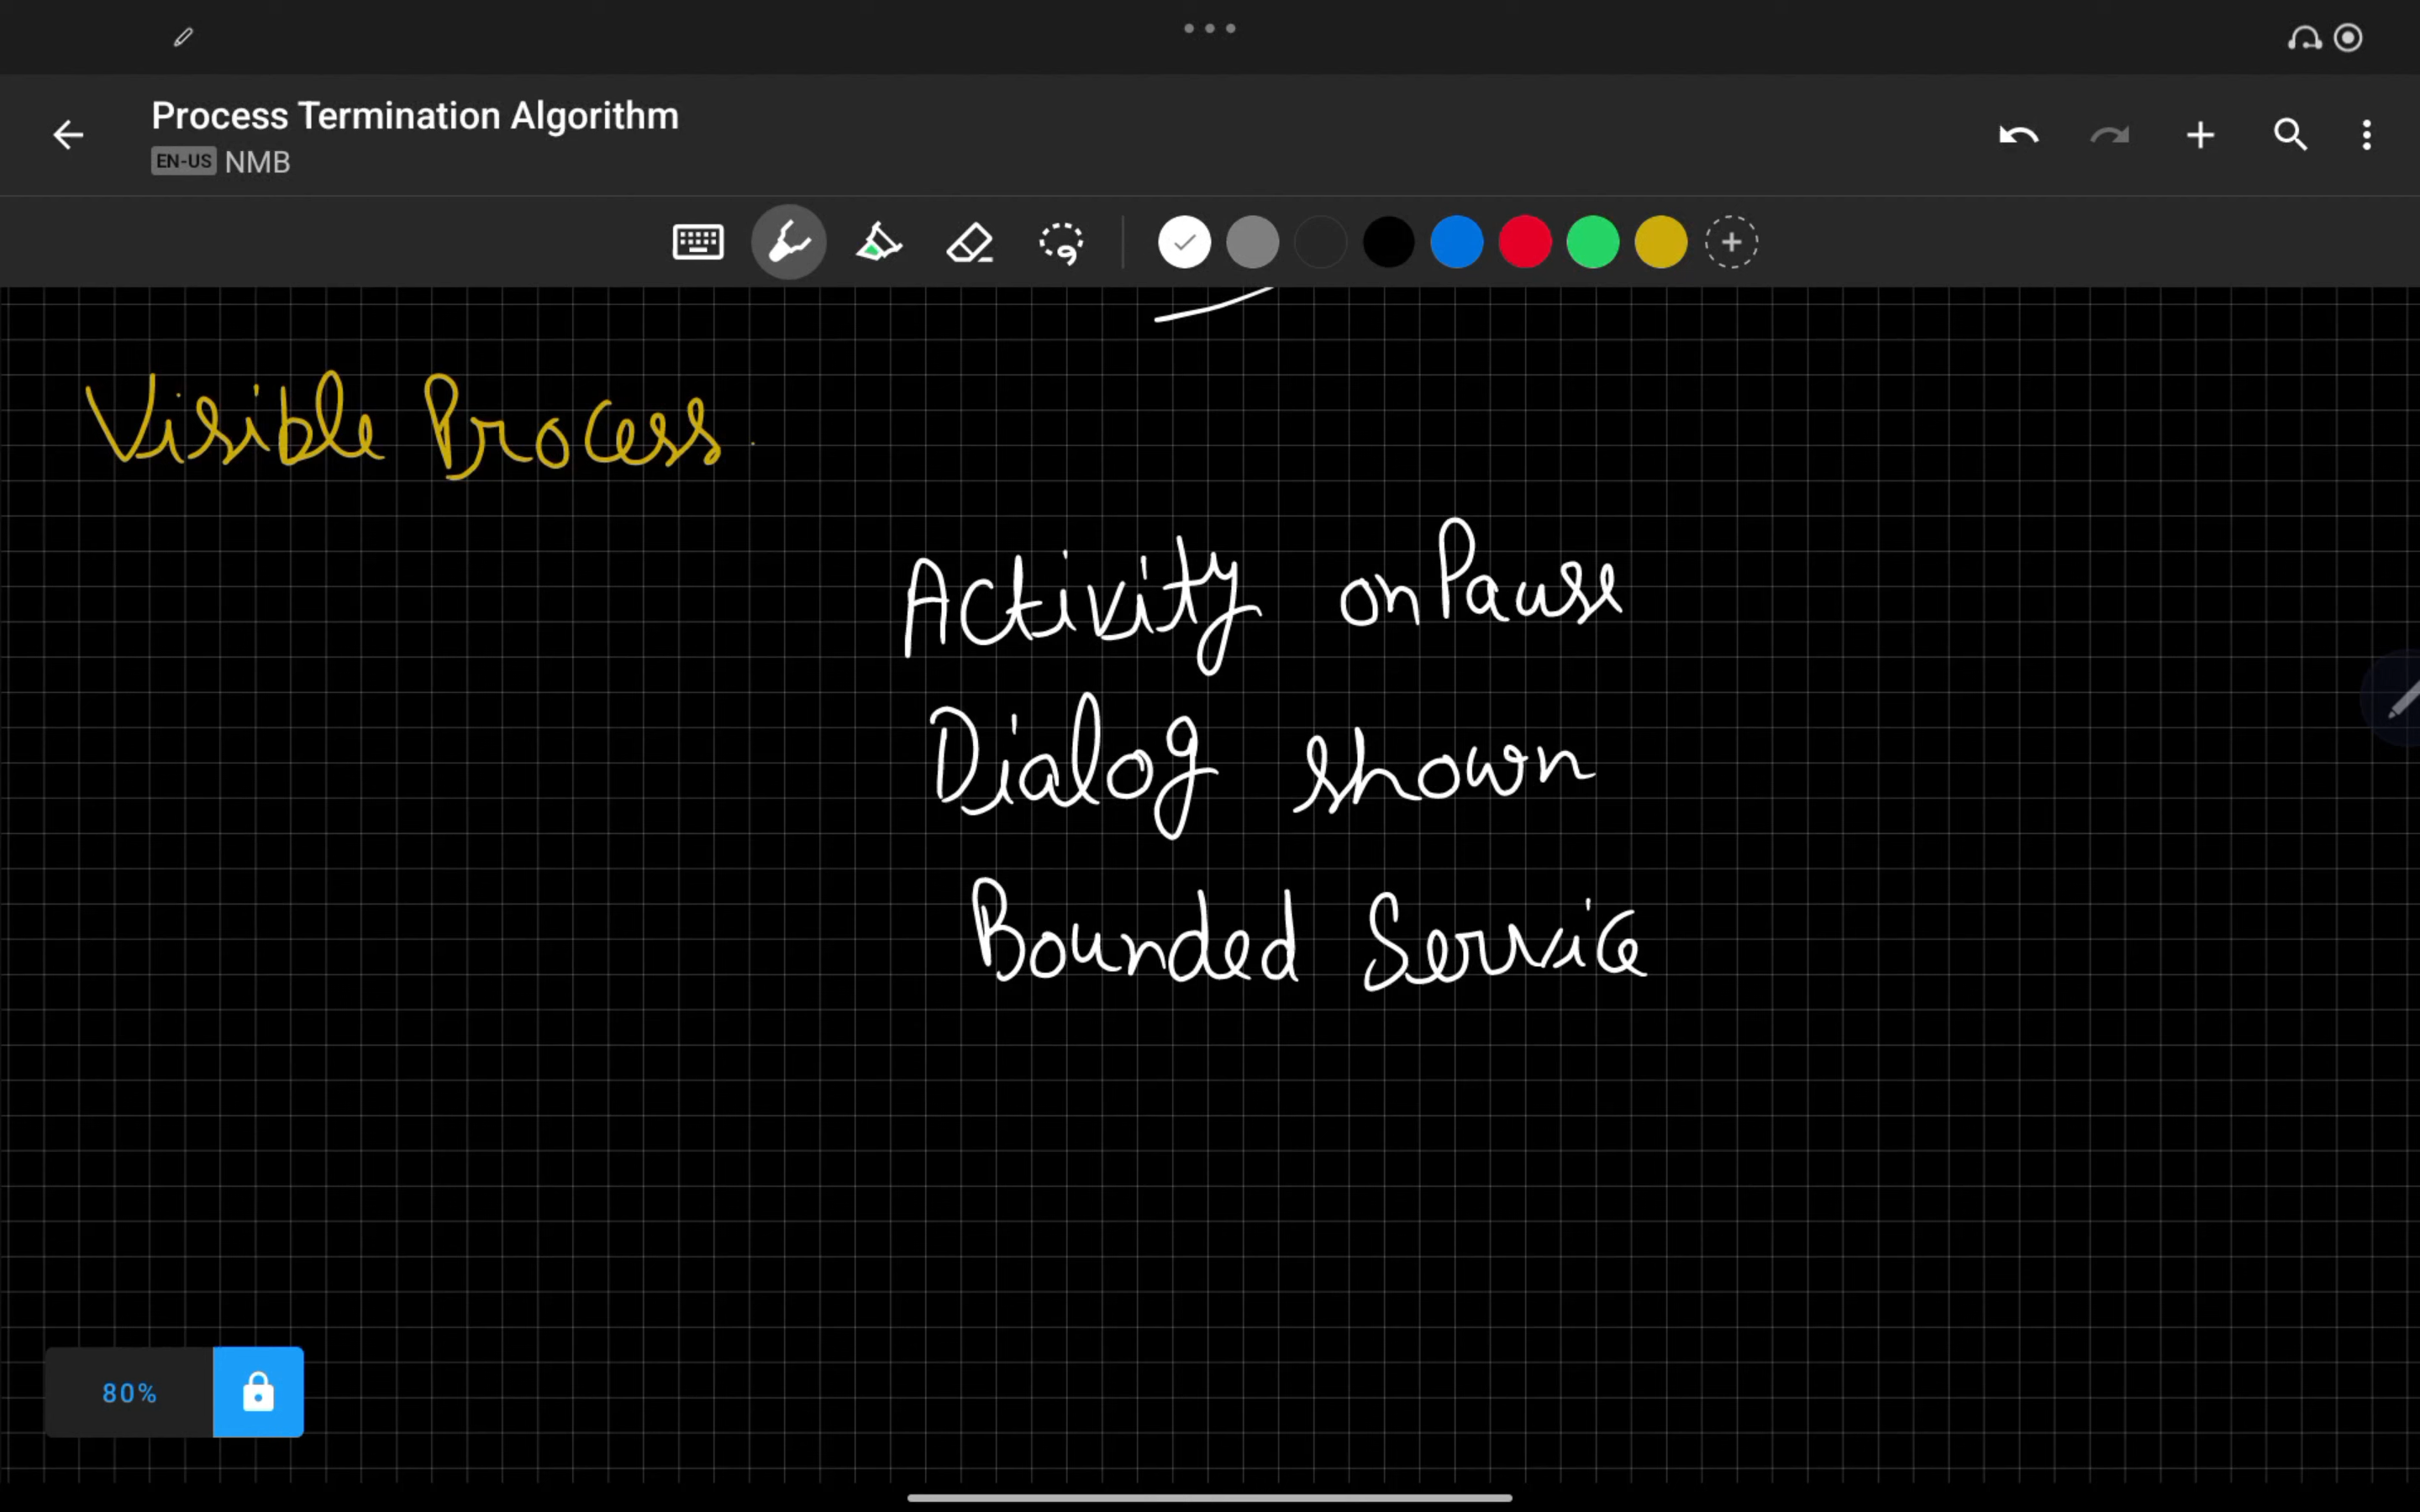 Process Termination Algorithm
EN-US NMB
Visible Process
Activity onPause
Dialog shown
Bounded Service
80%